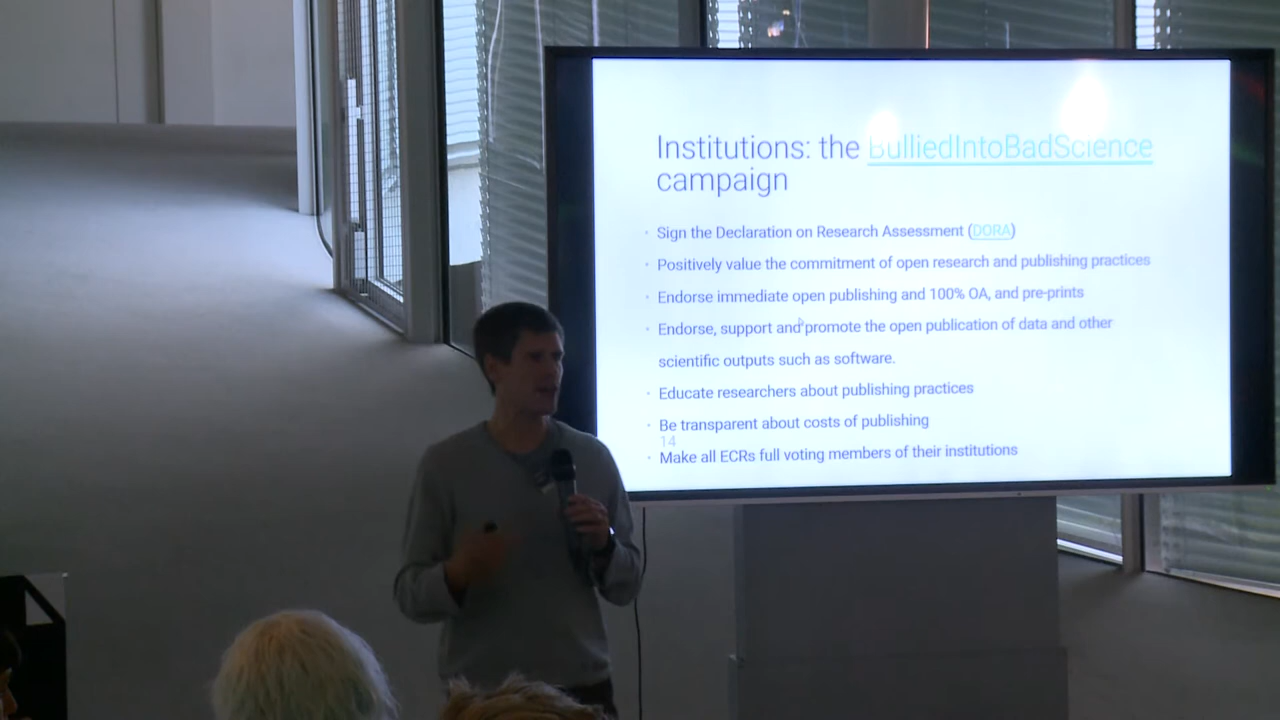 Institutions: the BulliedIntoBadScience
campaign
· Sign the Declaration on Research Assessment (DORA)
· Positively value the commitment of open research and publishing practices
· Endorse immediate open publishing and 100% OA, and pre-prints
· Endorse, support and promote the open publication of data and other
scientific outputs such as software.
· Educate researchers about publishing practices
· Be transparent about costs of publishing
14
· Make all ECRs full voting members of their institutions